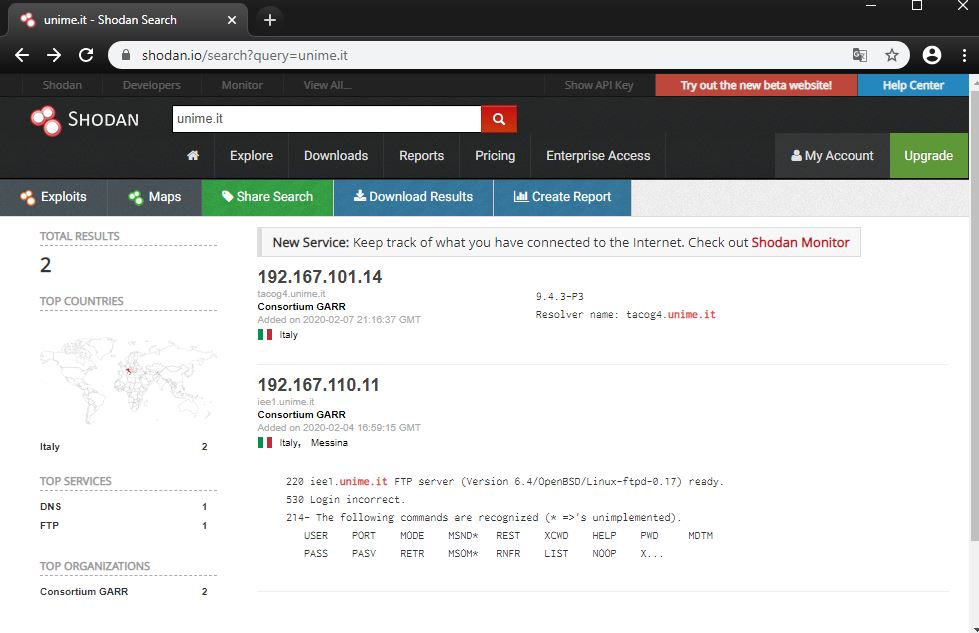 unime.it - Shodan Search
shodan.io/search?query=unime.it
Shodan Developers Monitor View All... Show API Key Try out the new beta website! Help Center
SHODAN unime.it
Explore Downloads Reports Pricing Enterprise Access My Account Upgrade
Exploits Maps Share Search Download Results Create Report
TOTAL RESULTS
2
TOP COUNTRIES
Italy 2
TOP SERVICES
DNS 1
FTP 1
TOP ORGANIZATIONS
Consortium GARR 2
New Service: Keep track of what you have connected to the Internet. Check out Shodan Monitor
192.167.101.14
tacog4.unime.it
Consortium GARR
Added on 2020-02-07 21:16:37 GMT
Italy
9.4.3-P3
Resolver name: tacog4.unime.it
192.167.110.11
iee1.unime.it
Consortium GARR
Added on 2020-02-04 16:59:15 GMT
Italy, Messina
220 iee1.unime.it FTP server (Version 6.4/OpenBSD/Linux-ftpd-0.17) ready.
530 Login incorrect.
214- The following commands are recognized (* =>'s unimplemented).
USER PORT MODE MSND* REST XCWD HELP PWD MDTM
PASS PASV RETR MSOM* RNFR LIST NOOP X...